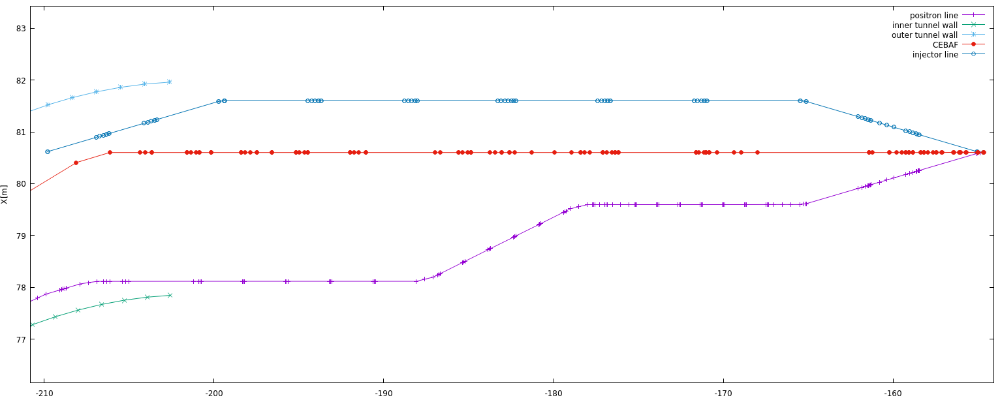 83
82
81
80
79
78
77
X[m]
-210
-200
-190
-180
-170
-160
positron line
inner tunnel wall
outer tunnel wall
CEBAF
injector line